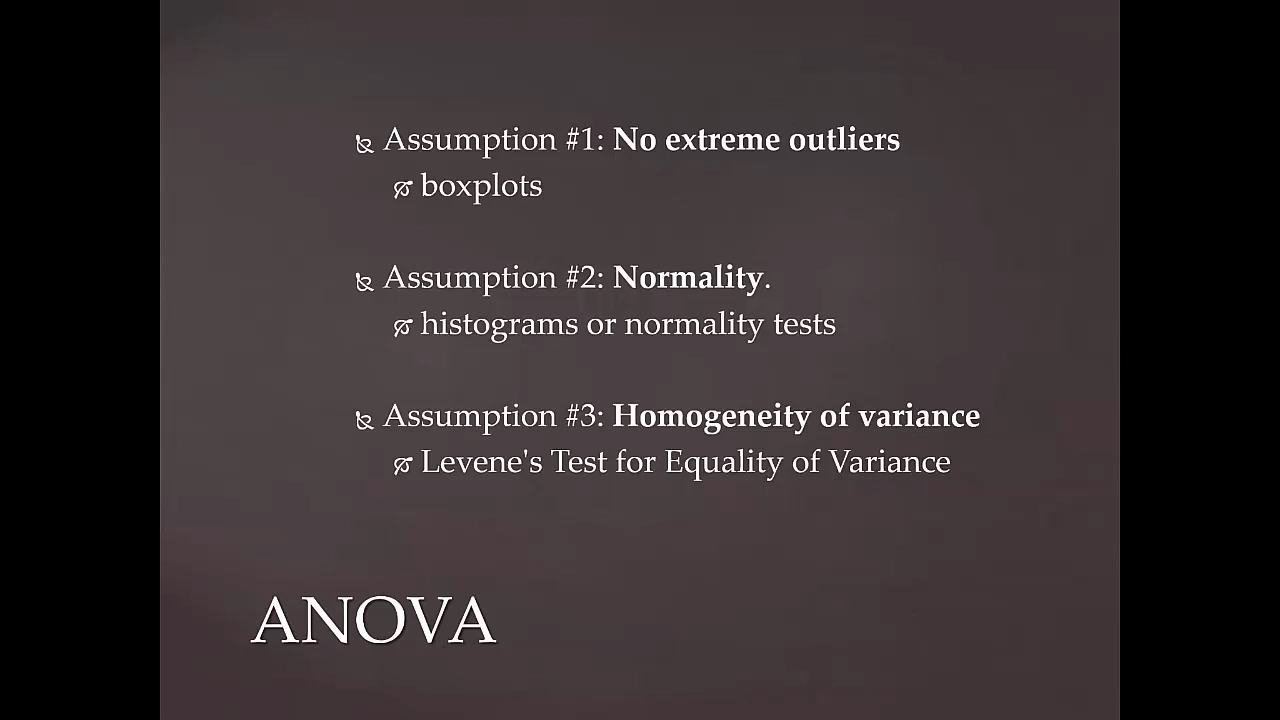 Assumption #1: No extreme outliers
boxplots
Assumption #2: Normality.
histograms or normality tests
Assumption #3: Homogeneity of variance
Levene's Test for Equality of Variance
ANOVA